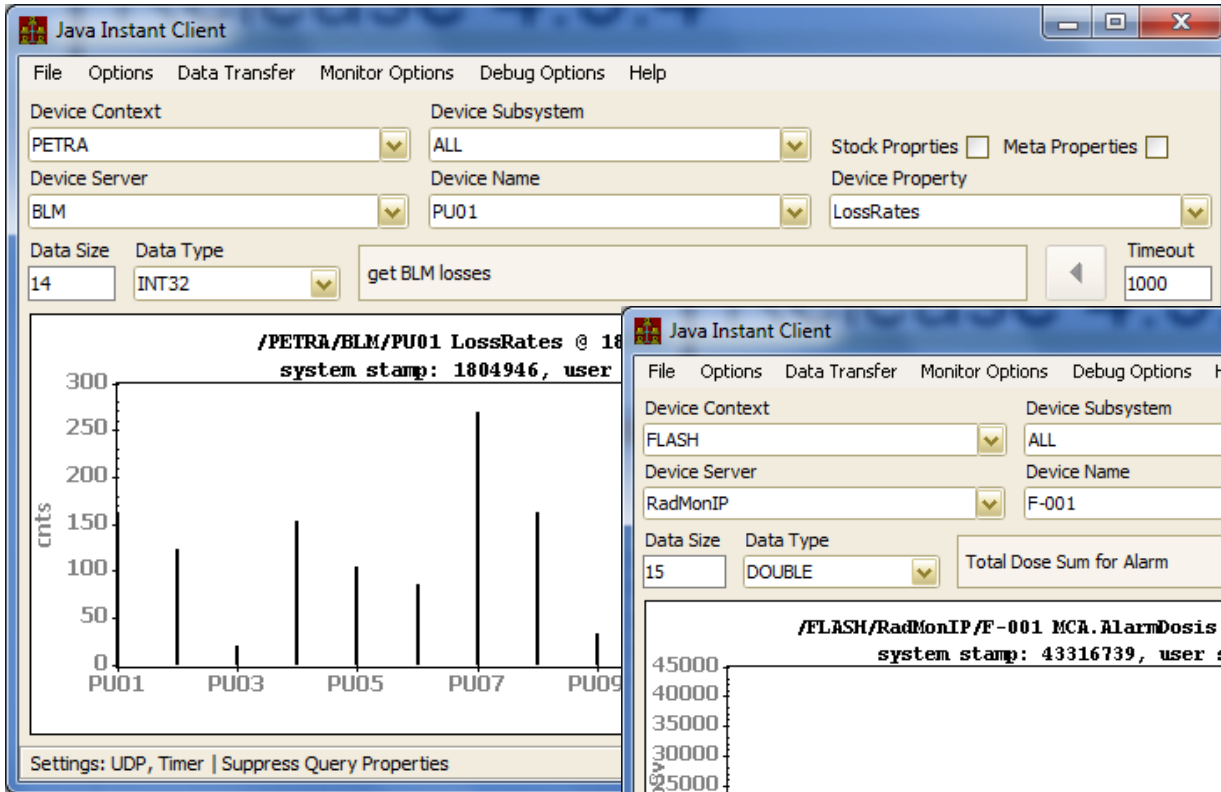 Java Instant Client
File Options Data Transfer Monitor Options Debug Options Help
Device Context Device Subsystem
PETRA ALL Stock Proprties Meta Properties
Device Server Device Name Device Property
BLM PU01 LossRates
Data Size Data Type Timeout
14 INT32 get BLM losses 1000
/PETRA/BLM/PU01 LossRates @ 18
system stamp: 1804946, user
300
250
200
150
100
50
0
cnts
PU01 PU03 PU05 PU07 PU09
Settings: UDP, Timer | Suppress Query Properties
Java Instant Client
File Options Data Transfer Monitor Options Debug Options
Device Context Device Subsystem
FLASH ALL
Device Server Device Name
RadMonIP F-001
Data Size Data Type
15 DOUBLE Total Dose Sum for Alarm
/FLASH/RadMonIP/F-001 MCA.AlarmDosis
system stamp: 43316739, user
45000
40000
35000
30000
25000